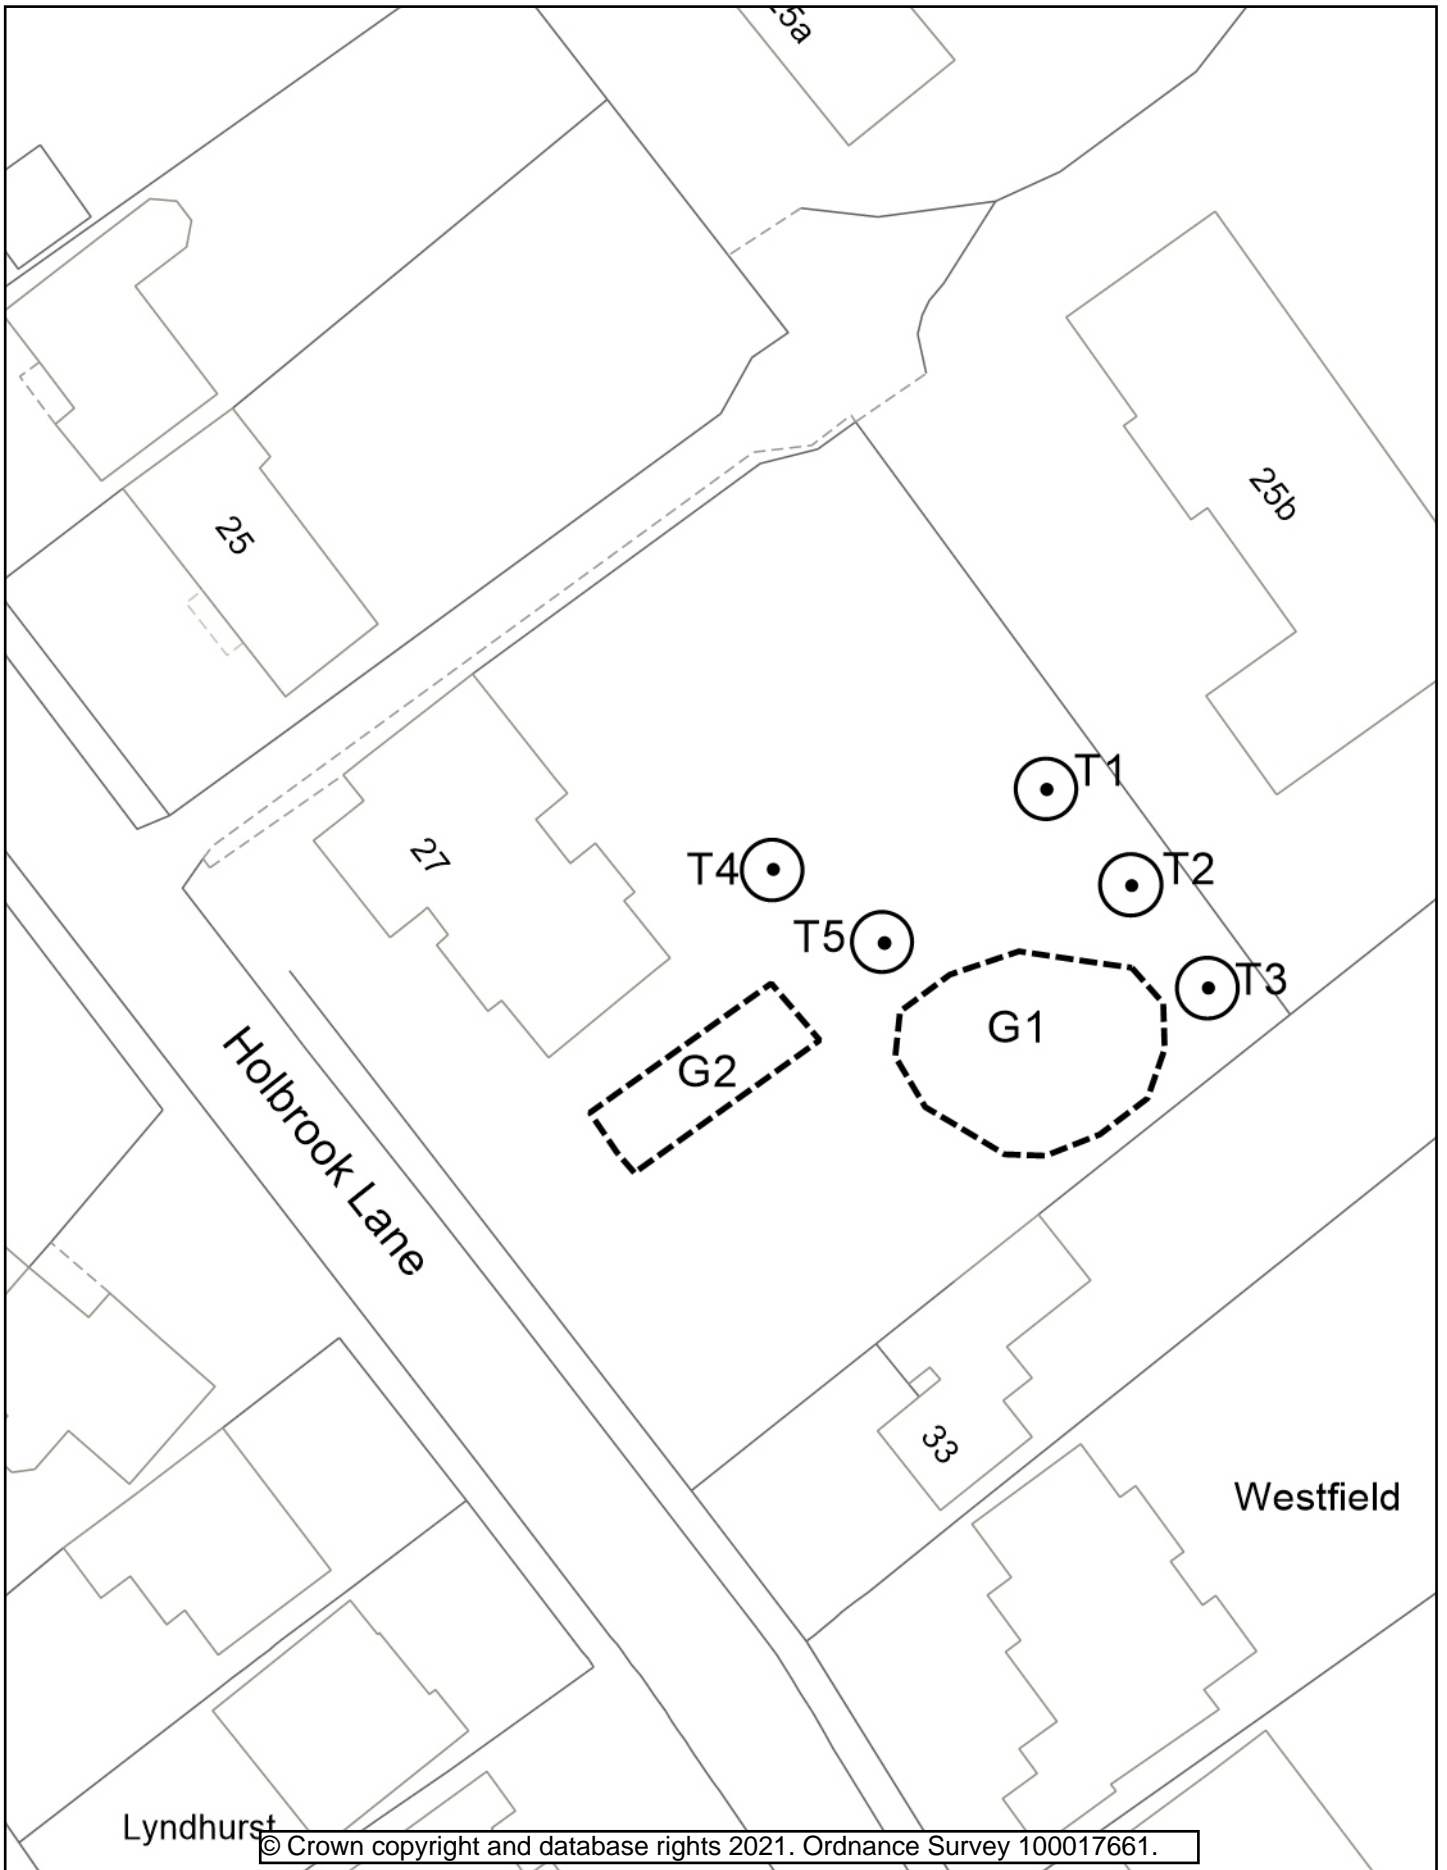 25a
25
25b
T1
27
T4
T2
T5
T3
G1
G2
Holbrook Lane
33
Westfield
Lyndhurst
© Crown copyright and database rights 2021. Ordnance Survey 100017661.